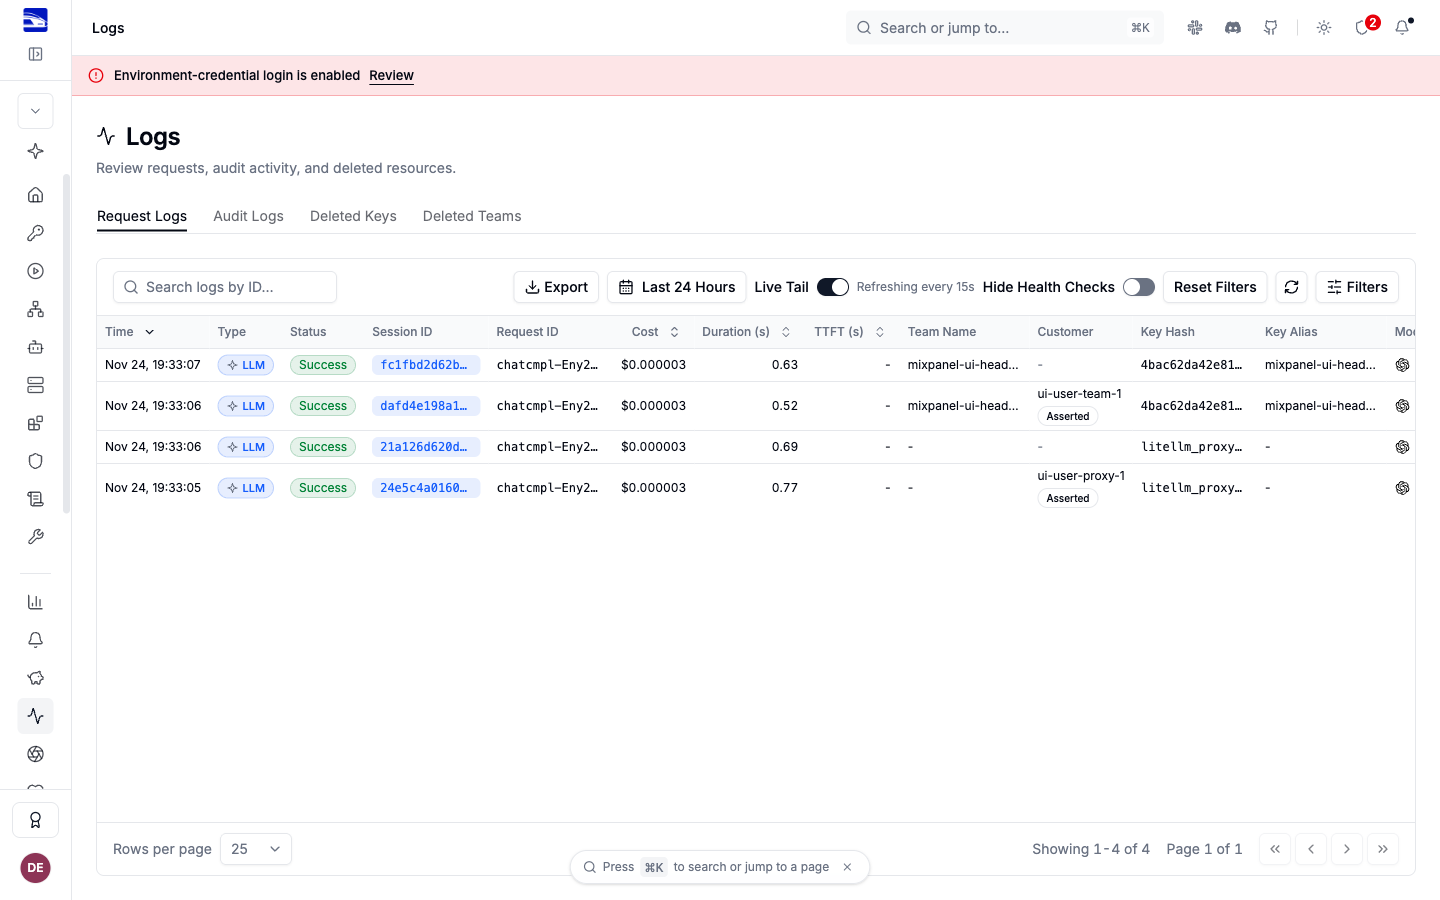 Logs
Search or jump to... ⌘K
2
Environment-credential login is enabled Review
Logs
Review requests, audit activity, and deleted resources.
Request Logs Audit Logs Deleted Keys Deleted Teams
Search logs by ID... Export Last 24 Hours Live Tail Refreshing every 15s Hide Health Checks Reset Filters Filters
Time Type Status Session ID Request ID Cost Duration (s) TTFT (s) Team Name Customer Key Hash Key Alias Moc
Nov 24, 19:33:07 LLM Success fc1fbd2d62b… chatcmpl-Eny2… $0.000003 0.63 - mixpanel-ui-head... - 4bac62da42e81… mixpanel-ui-head...
Nov 24, 19:33:06 LLM Success dafd4e198a1… chatcmpl-Eny2… $0.000003 0.52 - mixpanel-ui-head... ui-user-team-1 4bac62da42e81… mixpanel-ui-head...
Asserted
Nov 24, 19:33:06 LLM Success 21a126d620d… chatcmpl-Eny2… $0.000003 0.69 - - - litellm_proxy… -
Nov 24, 19:33:05 LLM Success 24e5c4a0160… chatcmpl-Eny2… $0.000003 0.77 - - ui-user-proxy-1 litellm_proxy… -
Asserted
Rows per page 25 Showing 1-4 of 4 Page 1 of 1
Press ⌘K to search or jump to a page ×
DE